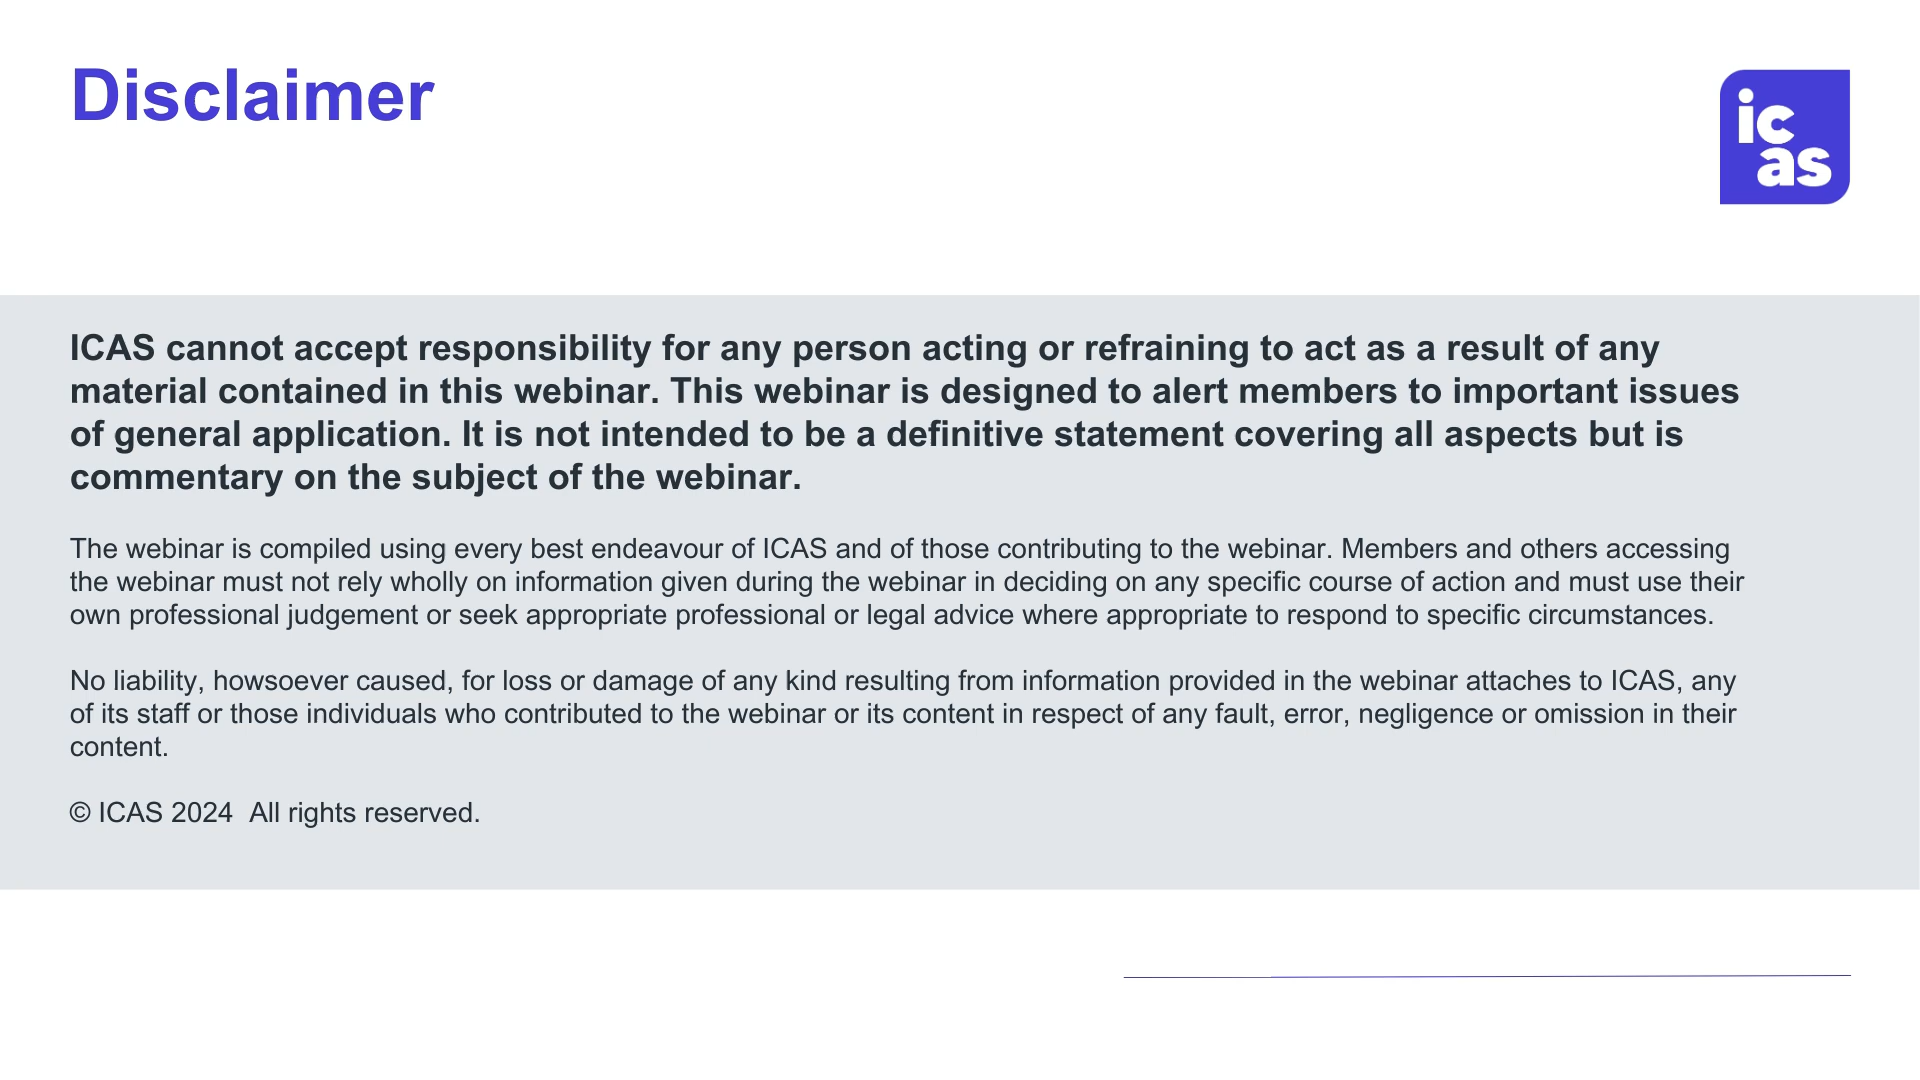 Disclaimer
ic
as
ICAS cannot accept responsibility for any person acting or refraining to act as a result of any
material contained in this webinar. This webinar is designed to alert members to important issues
of general application. It is not intended to be a definitive statement covering all aspects but is
commentary on the subject of the webinar.
The webinar is compiled using every best endeavour of ICAS and of those contributing to the webinar. Members and others accessing
the webinar must not rely wholly on information given during the webinar in deciding on any specific course of action and must use their
own professional judgement or seek appropriate professional or legal advice where appropriate to respond to specific circumstances.
No liability, howsoever caused, for loss or damage of any kind resulting from information provided in the webinar attaches to ICAS, any
of its staff or those individuals who contributed to the webinar or its content in respect of any fault, error, negligence or omission in their
content.
© ICAS 2024  All rights reserved.